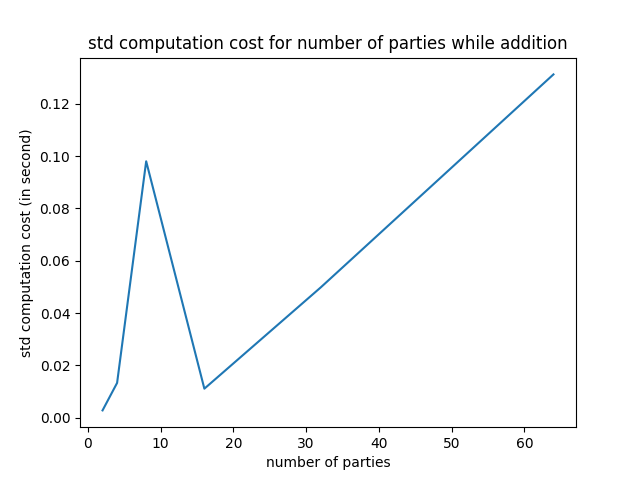 std computation cost for number of parties while addition
std computation cost (in second)
0.12
0.10
0.08
0.06
0.04
0.02
0.00
0 10 20 30 40 50 60
number of parties